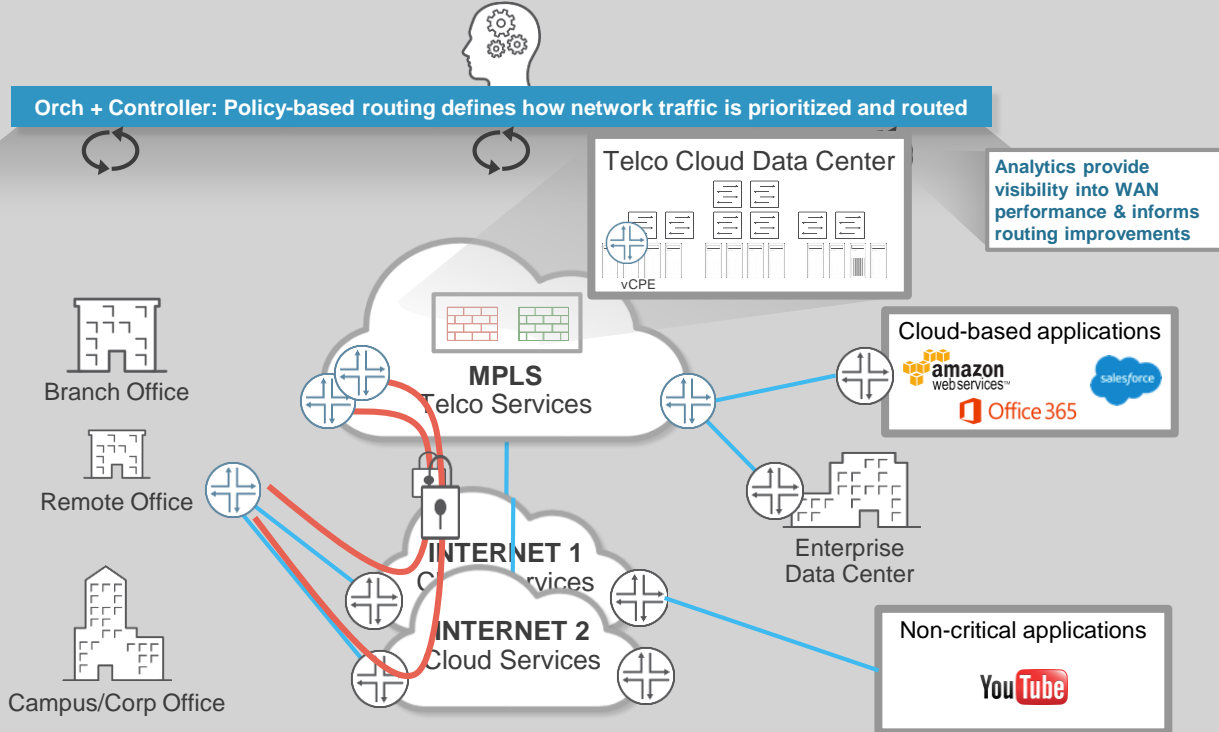 Orch + Controller: Policy-based routing defines how network traffic is prioritized and routed
Telco Cloud Data Center
vCPE
Analytics provide
visibility into WAN
performance & informs
routing improvements
Branch Office
MPLS
Telco Services
Cloud-based applications
amazon
webservices™
salesforce
Office 365
Remote Office
Enterprise
Data Center
INTERNET 1
C rvices
INTERNET 2
Cloud Services
Campus/Corp Office
Non-critical applications
YouTube